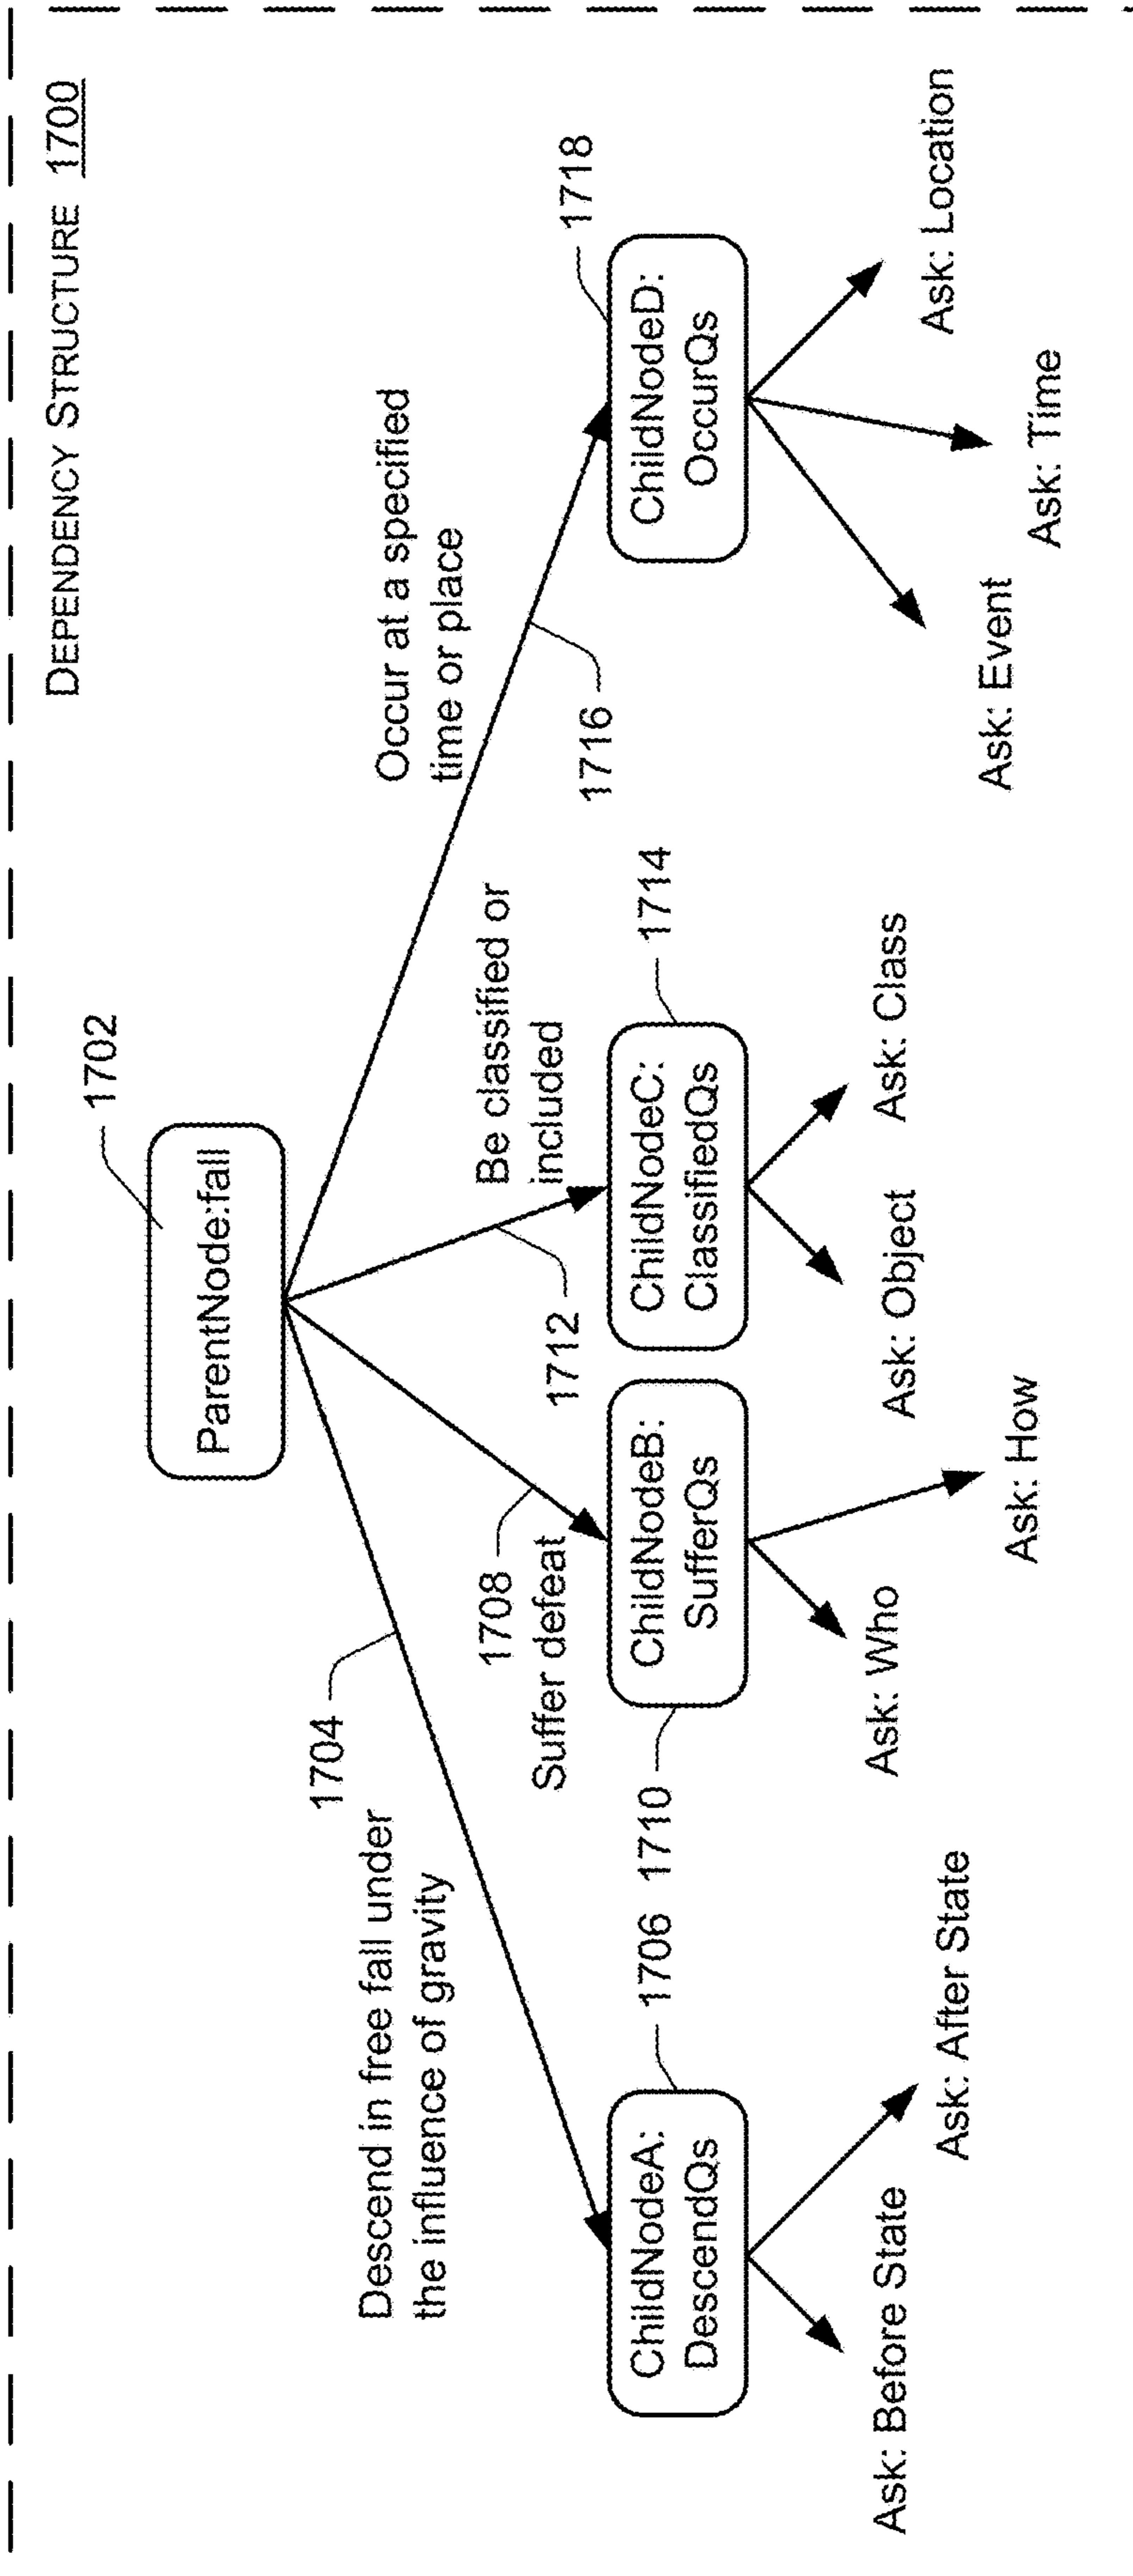 DEPENDENCY STRUCTURE 1700
1702
ParentNode:fall
1704
Descend in free fall under
the influence of gravity
1708
Suffer defeat
1712
Be classified or
included
Occur at a specified
time or place
1716
1706
ChildNodeA:
DescendQs
1710
ChildNodeB:
SufferQs
1714
ChildNodeC:
ClassifiedQs
1718
ChildNodeD:
OccurQs
Ask: Before State
Ask: After State
Ask: Who
Ask: How
Ask: Object
Ask: Class
Ask: Event
Ask: Time
Ask: Location